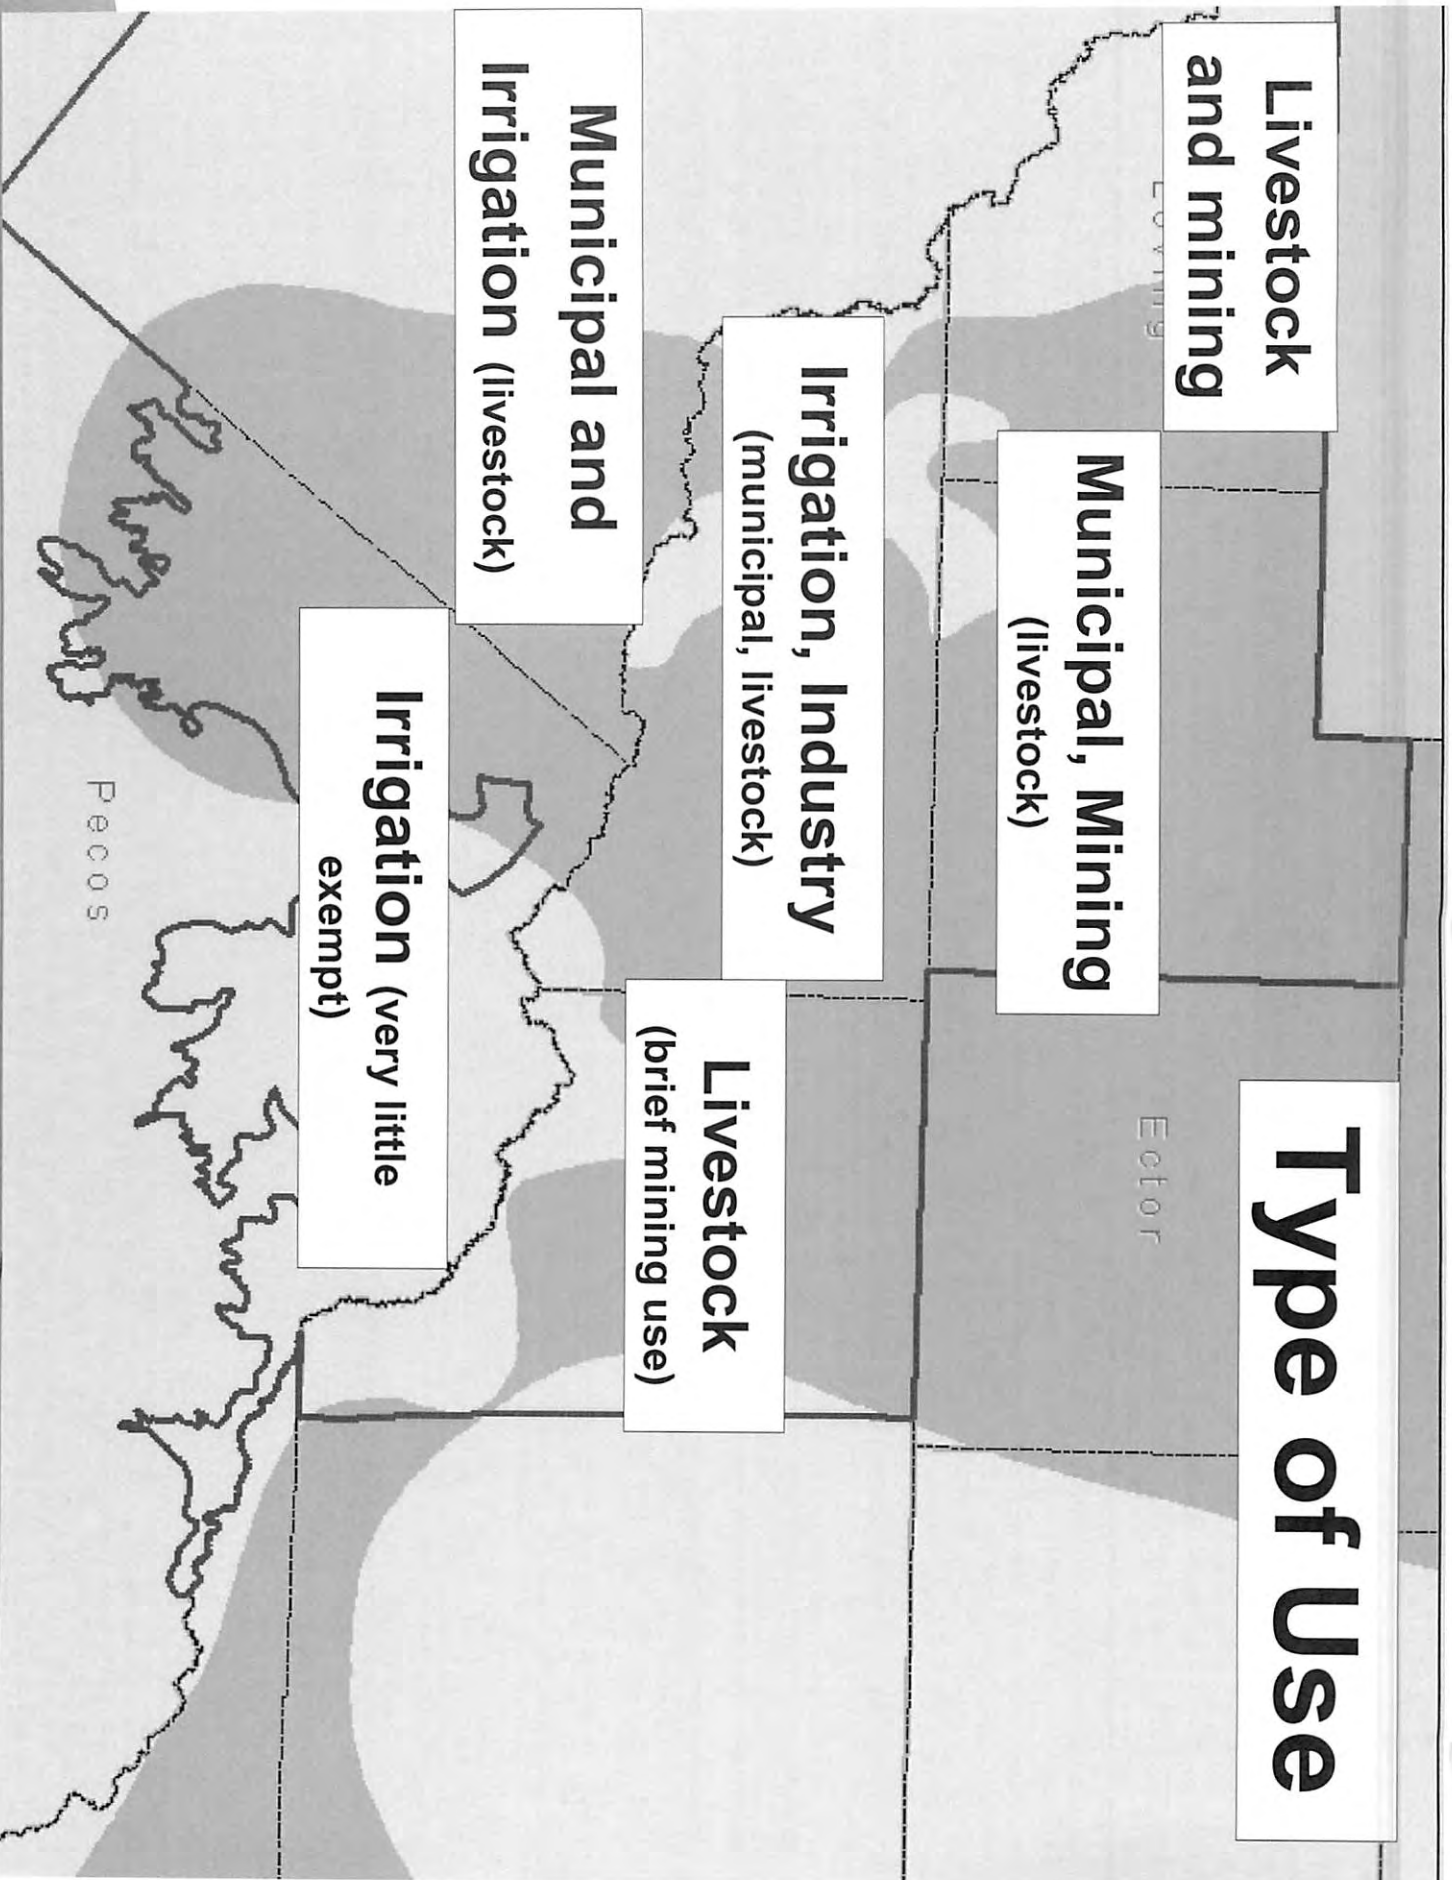 Type of Use
Livestock
and mining
Loving
Municipal, Mining
(livestock)
Ector
Irrigation, Industry
(municipal, livestock)
Livestock
(brief mining use)
Municipal and
Irrigation (livestock)
Irrigation (very little
exempt)
Pecos